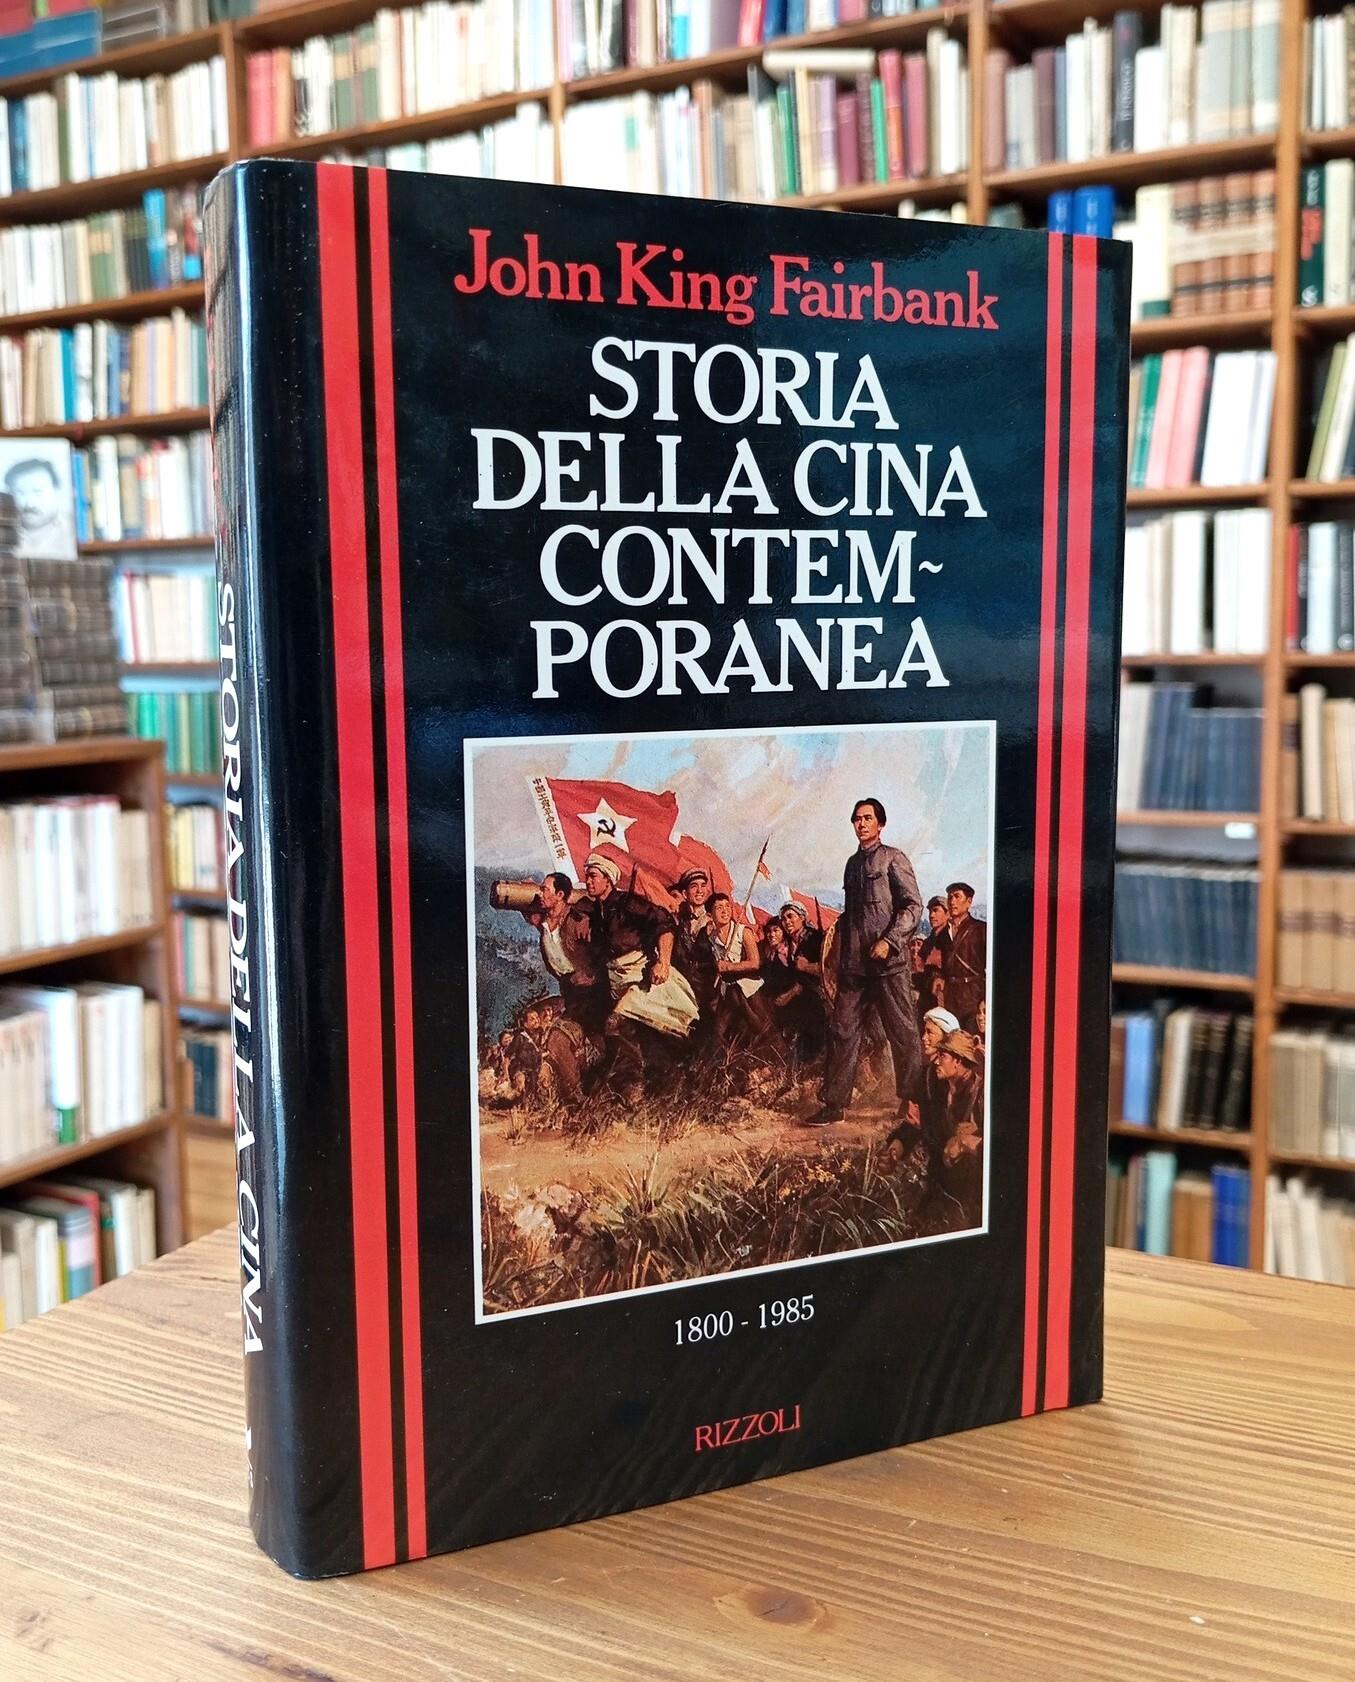 John King Fairbank
STORIA
DELLA CINA
CONTEM~
PORANEA
1800 - 1985
RIZZOLI
STORIA DELLA CINA